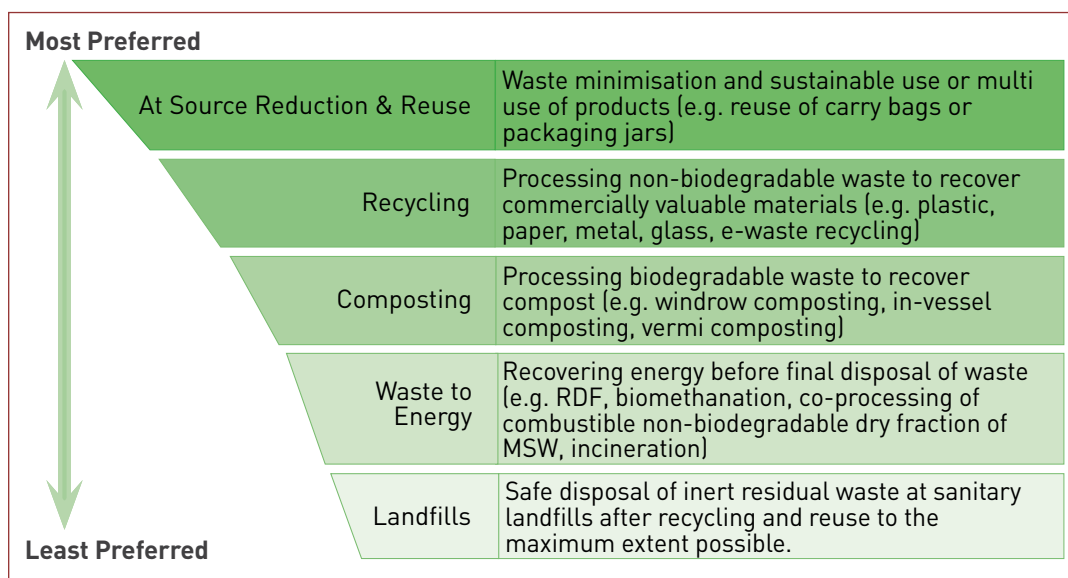 Most Preferred
At Source Reduction & Reuse
Waste minimisation and sustainable use or multi
use of products (e.g. reuse of carry bags or
packaging jars)
Recycling
Processing non-biodegradable waste to recover
commercially valuable materials (e.g. plastic,
paper, metal, glass, e-waste recycling)
Composting
Processing biodegradable waste to recover
compost (e.g. windrow composting, in-vessel
composting, vermi composting)
Waste to
Energy
Recovering energy before final disposal of waste
(e.g. RDF, biomethanation, co-processing of
combustible non-biodegradable dry fraction of
MSW, incineration)
Landfills
Safe disposal of inert residual waste at sanitary
landfills after recycling and reuse to the
maximum extent possible.
Least Preferred